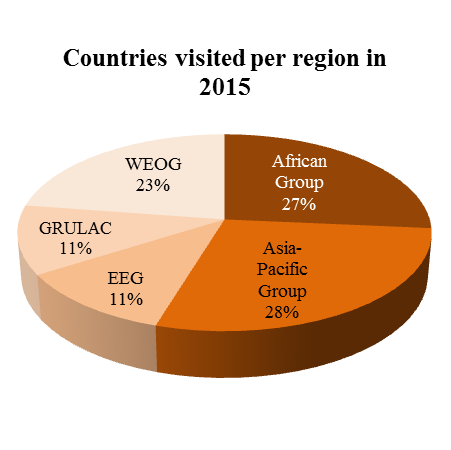 Countries visited per region in
2015
WEOG
23%
African
Group
27%
GRULAC
11%
EEG
11%
Asia-
Pacific
Group
28%